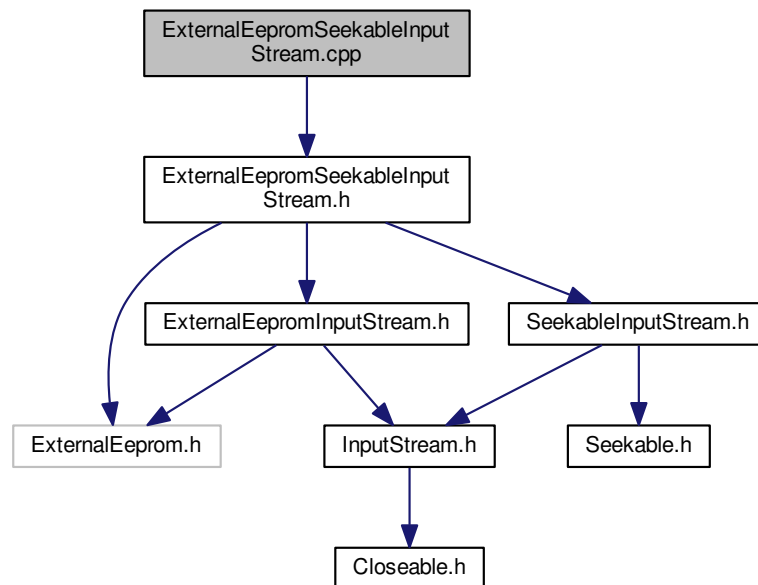 ExternalEepromSeekableInput
Stream.cpp
ExternalEepromSeekableInput
Stream.h
ExternalEepromInputStream.h
SeekableInputStream.h
ExternalEeprom.h
InputStream.h
Seekable.h
Closeable.h